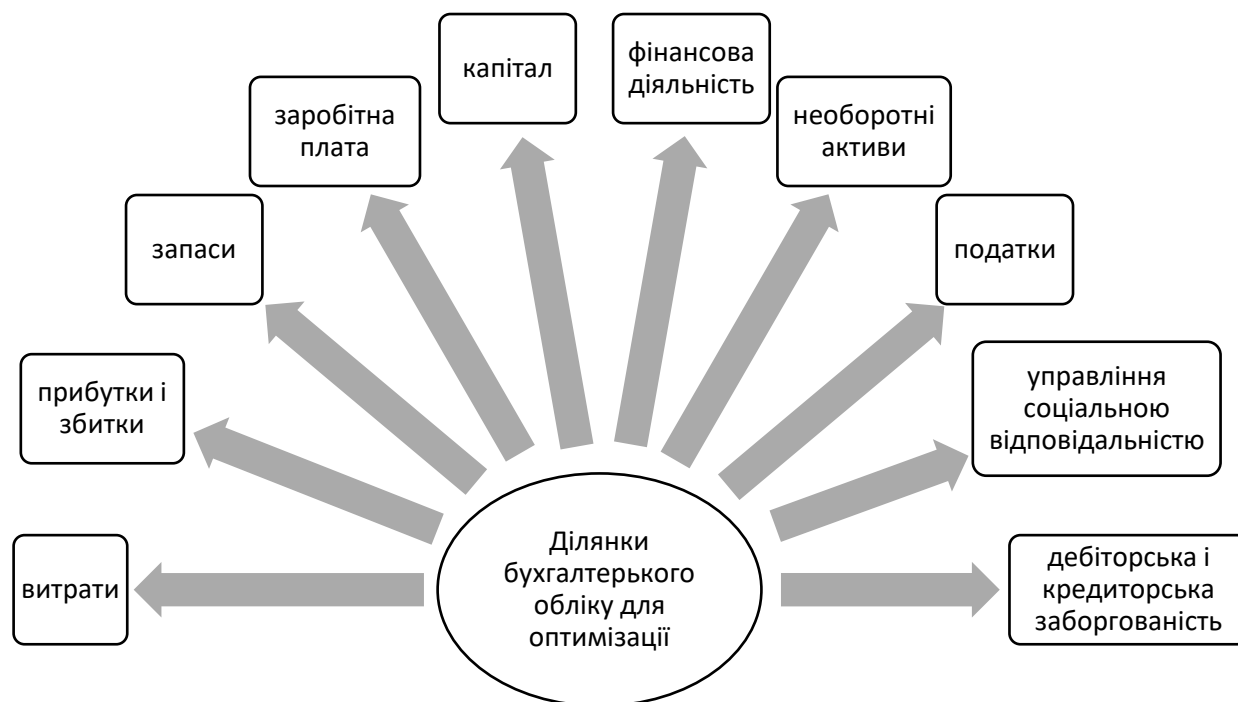 капітал
фінансова
діяльність
заробітна
плата
необоротні
активи
запаси
податки
прибутки і
збитки
управління
соціальною
відповідальністю
витрати
Ділянки
бухгалтерького
обліку для
оптимізації
дебіторська і
кредиторська
заборгованість